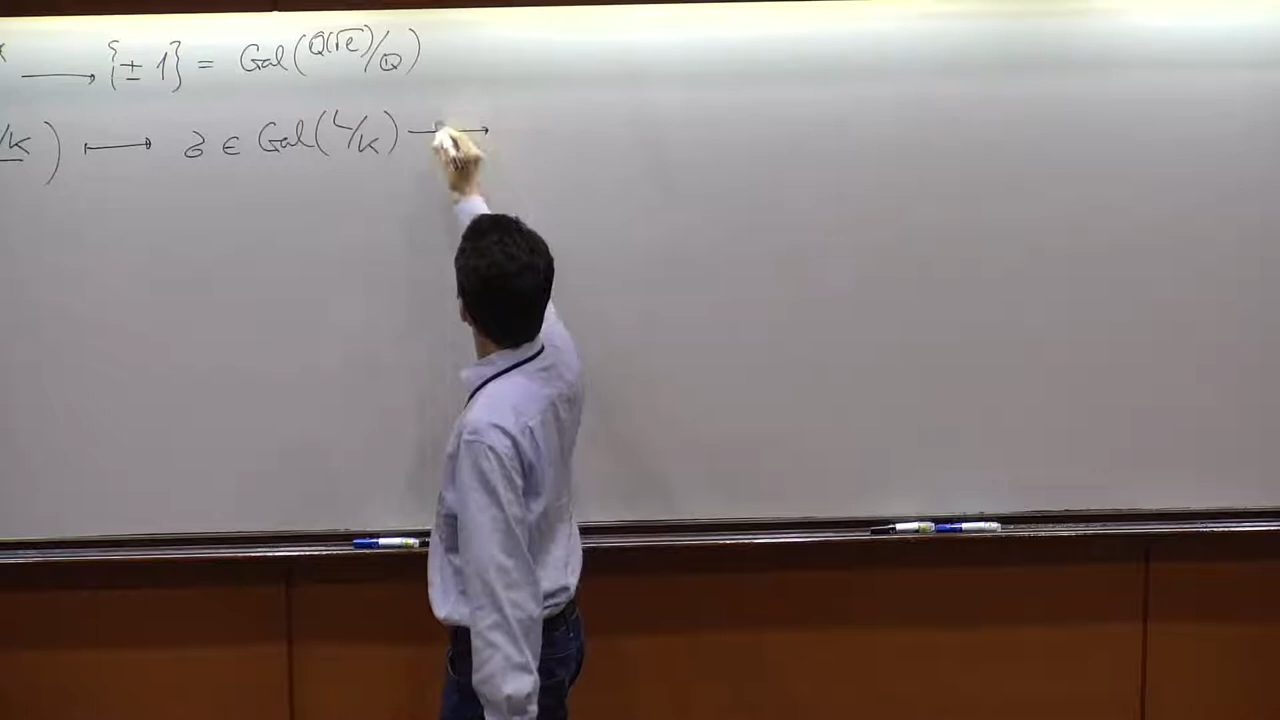 ⟶ {± 1} = Gal(Q(√e)/Q)
/K) ⟼ ∂ ∈ Gal(L/K) ⟶